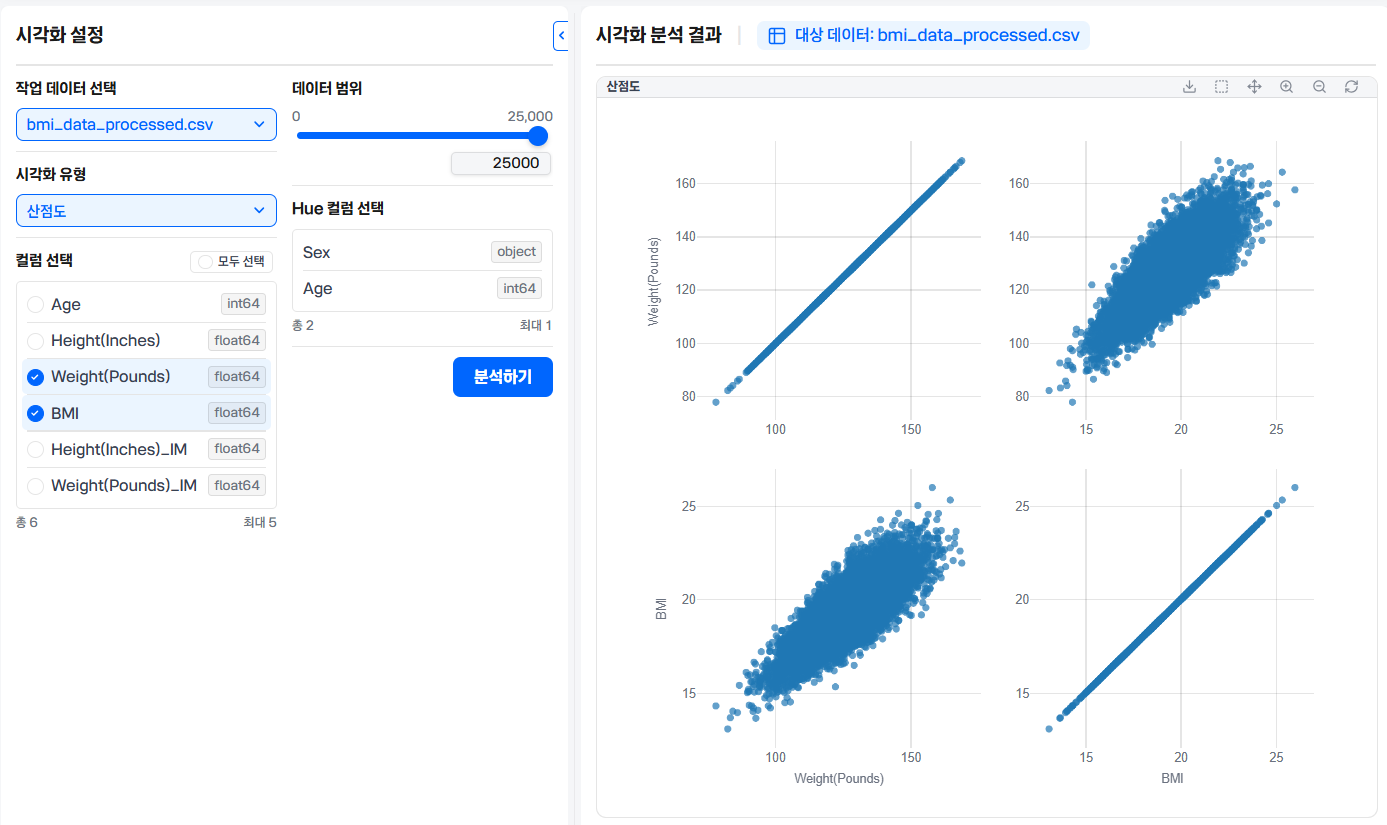 시각화 설정
작업 데이터 선택
bmi_data_processed.csv
시각화 유형
산점도
컬럼 선택
모두 선택
Age int64
Height(Inches) float64
Weight(Pounds) float64
BMI float64
Height(Inches)_IM float64
Weight(Pounds)_IM float64
총 6 최대 5
데이터 범위
0 25,000
25000
Hue 컬럼 선택
Sex object
Age int64
총 2 최대 1
분석하기
시각화 분석 결과 대상 데이터: bmi_data_processed.csv
산점도
Weight(Pounds)
160
140
120
100
80
100 150
160
140
120
100
80
15 20 25
BMI
25
20
15
100 150
Weight(Pounds)
25
20
15
15 20 25
BMI